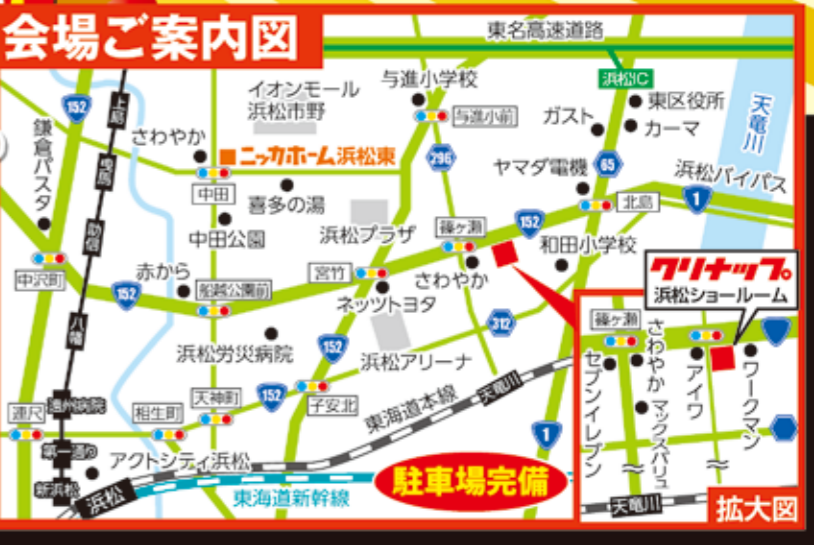 会場ご案内図
東名高速道路
浜松IC
東区役所
カーマ
ガスト
天竜川
与進小学校
与進小前
イオンモール
浜松市野
152
上島
さわやか
ニッカホーム浜松東
296
ヤマダ電機
65
浜松バイパス
1
鎌倉パスタ
曳馬
中田
喜多の湯
北島
152
中田公園
浜松プラザ
篠ヶ瀬
和田小学校
助信
さわやか
中沢町
赤から
船越公園前
宮竹
ネッツトヨタ
152
クリナップ
浜松ショールーム
八幡
浜松労災病院
152
浜松アリーナ
312
遠州病院
天神町
152
子安北
東海道本線
天竜川
連尺
相生町
第一通り
アクトシティ浜松
1
新浜松
浜松
東海道新幹線
駐車場完備
篠ヶ瀬
セブンイレブン
さわやか
マックスバリュ
アイワ
ワークマン
天竜川
拡大図